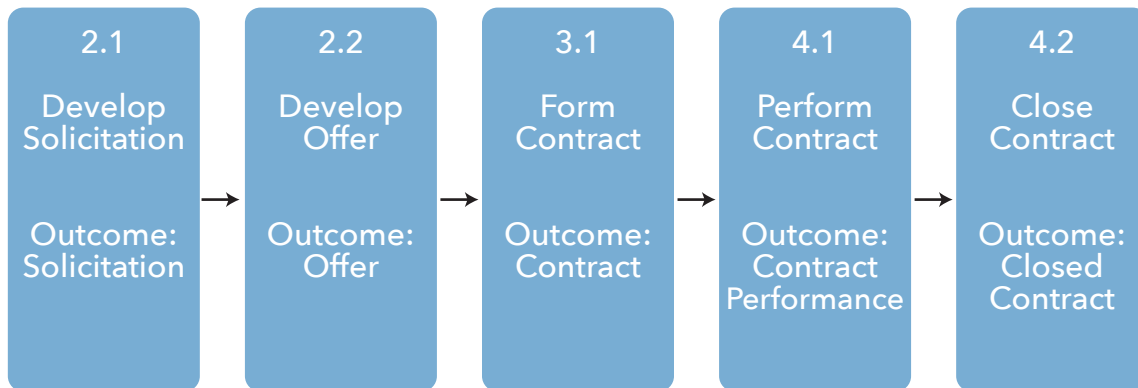 2.1
Develop
Solicitation
Outcome:
Solicitation
2.2
Develop
Offer
Outcome:
Offer
3.1
Form
Contract
Outcome:
Contract
4.1
Perform
Contract
Outcome:
Contract
Performance
4.2
Close
Contract
Outcome:
Closed
Contract